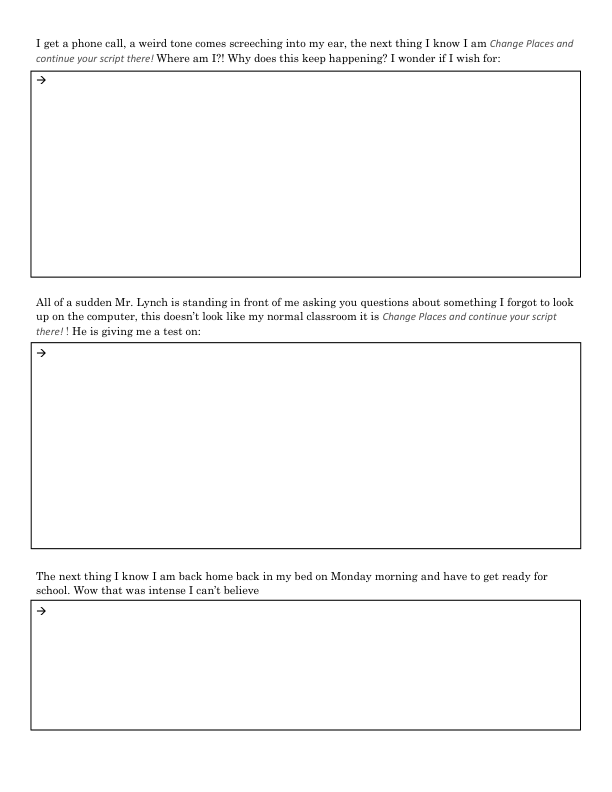 I get a phone call, a weird tone comes screeching into my ear, the next thing I know I am Change Places and
continue your script there! Where am I?! Why does this keep happening? I wonder if I wish for:
→
All of a sudden Mr. Lynch is standing in front of me asking you questions about something I forgot to look
up on the computer, this doesn’t look like my normal classroom it is Change Places and continue your script
there! ! He is giving me a test on:
→
The next thing I know I am back home back in my bed on Monday morning and have to get ready for
school. Wow that was intense I can’t believe
→